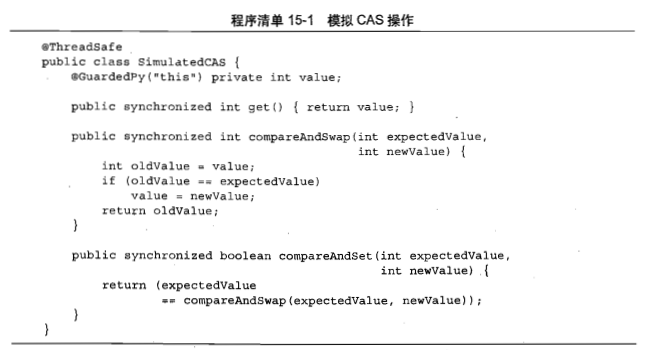 程序清单 15-1 模拟 CAS 操作
@ThreadSafe
public class SimulatedCAS {
@GuardedPy("this") private int value;
public synchronized int get() { return value; }
public synchronized int compareAndSwap(int expectedValue,
int newValue) {
int oldValue = value;
if (oldValue == expectedValue)
value = newValue;
return oldValue;
}
public synchronized boolean compareAndSet(int expectedValue,
int newValue) {
return (expectedValue
== compareAndSwap(expectedValue, newValue));
}
}